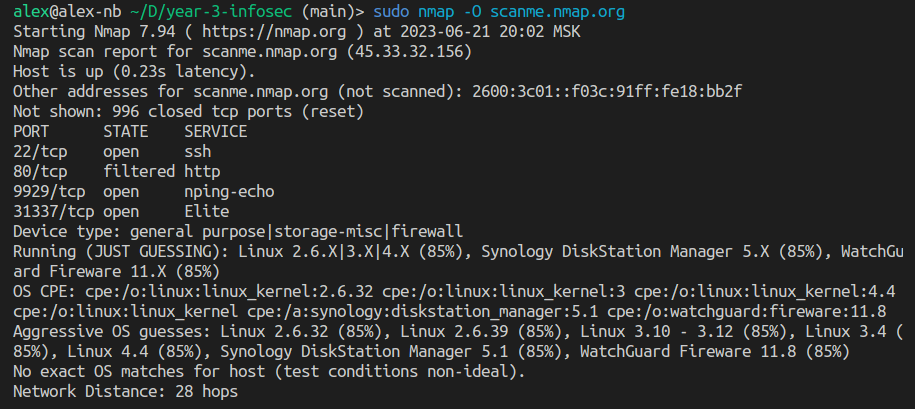 alex@alex-nb ~/D/year-3-infosec (main)> sudo nmap -O scanme.nmap.org
Starting Nmap 7.94 ( https://nmap.org ) at 2023-06-21 20:02 MSK
Nmap scan report for scanme.nmap.org (45.33.32.156)
Host is up (0.23s latency).
Other addresses for scanme.nmap.org (not scanned): 2600:3c01::f03c:91ff:fe18:bb2f
Not shown: 996 closed tcp ports (reset)
PORT      STATE    SERVICE
22/tcp    open     ssh
80/tcp    filtered http
9929/tcp  open     nping-echo
31337/tcp open     Elite
Device type: general purpose|storage-misc|firewall
Running (JUST GUESSING): Linux 2.6.X|3.X|4.X (85%), Synology DiskStation Manager 5.X (85%), WatchGu
ard Fireware 11.X (85%)
OS CPE: cpe:/o:linux:linux_kernel:2.6.32 cpe:/o:linux:linux_kernel:3 cpe:/o:linux:linux_kernel:4.4
cpe:/o:linux:linux_kernel cpe:/a:synology:diskstation_manager:5.1 cpe:/o:watchguard:fireware:11.8
Aggressive OS guesses: Linux 2.6.32 (85%), Linux 2.6.39 (85%), Linux 3.10 - 3.12 (85%), Linux 3.4 (
85%), Linux 4.4 (85%), Synology DiskStation Manager 5.1 (85%), WatchGuard Fireware 11.8 (85%)
No exact OS matches for host (test conditions non-ideal).
Network Distance: 28 hops